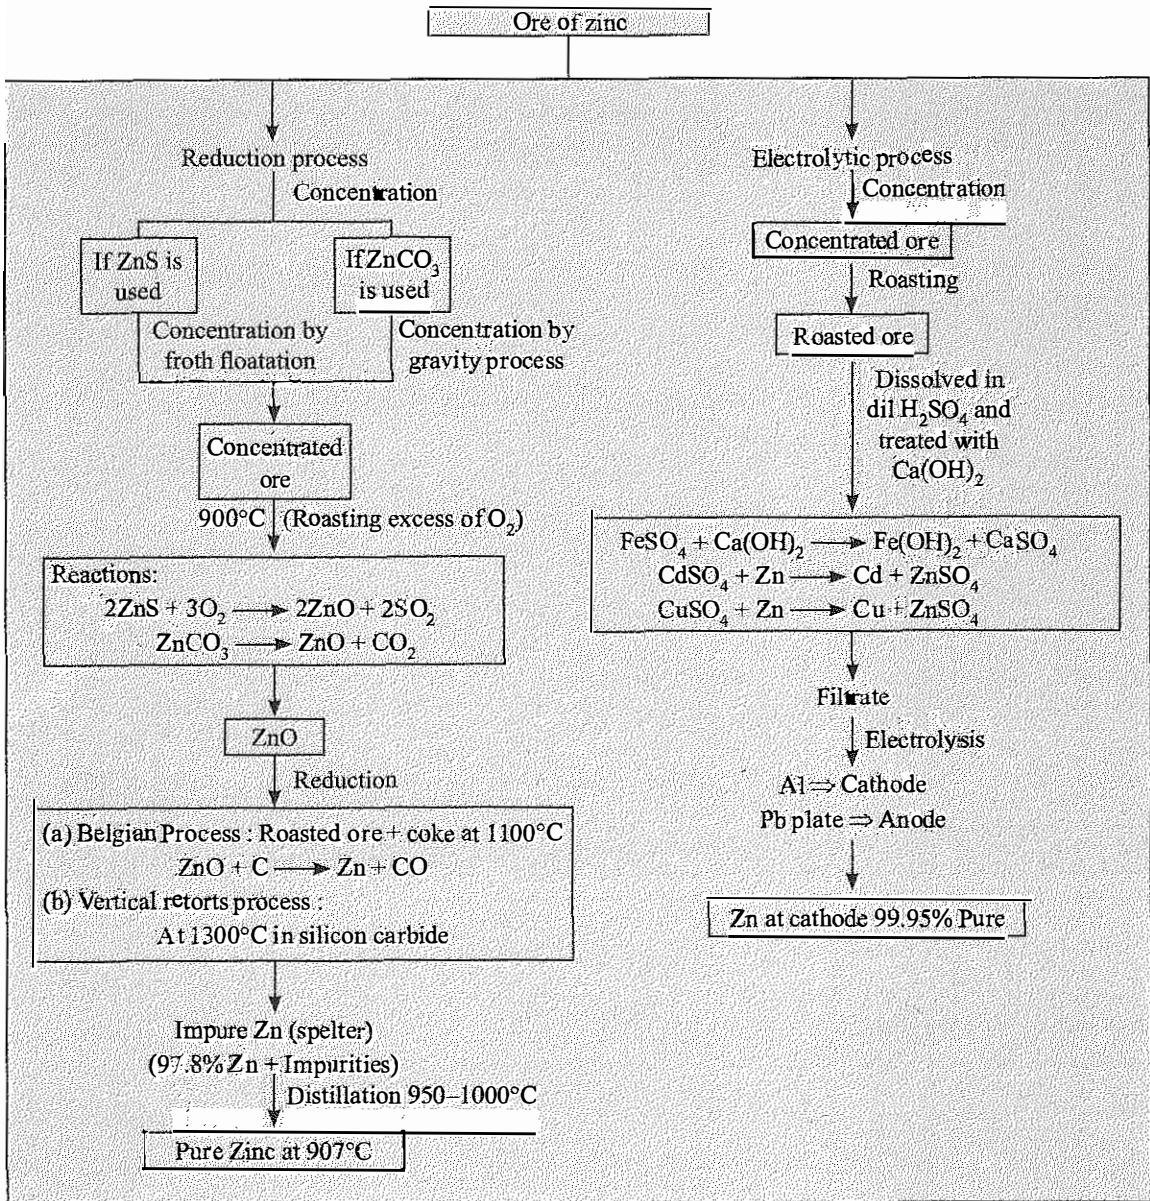 Ore of zinc
Reduction process
Concentration
If ZnS is
used
If ZnCO₃
is used
Concentration by
froth floatation
Concentration by
gravity process
Concentrated
ore
900°C (Roasting excess of O₂)
Reactions:
2ZnS + 3O₂ ⟶ 2ZnO + 2SO₂
ZnCO₃ ⟶ ZnO + CO₂
ZnO
Reduction
(a) Belgian Process : Roasted ore + coke at 1100°C
ZnO + C ⟶ Zn + CO
(b) Vertical retorts process :
At 1300°C in silicon carbide
Impure Zn (spelter)
(97.8% Zn + Impurities)
Distillation 950–1000°C
Pure Zinc at 907°C
Electrolytic process
Concentration
Concentrated ore
Roasting
Roasted ore
Dissolved in
dil H₂SO₄ and
treated with
Ca(OH)₂
FeSO₄ + Ca(OH)₂ ⟶ Fe(OH)₂ + CaSO₄
CdSO₄ + Zn ⟶ Cd + ZnSO₄
CuSO₄ + Zn ⟶ Cu + ZnSO₄
Filtrate
Electrolysis
Al ⇒ Cathode
Pb plate ⇒ Anode
Zn at cathode 99.95% Pure